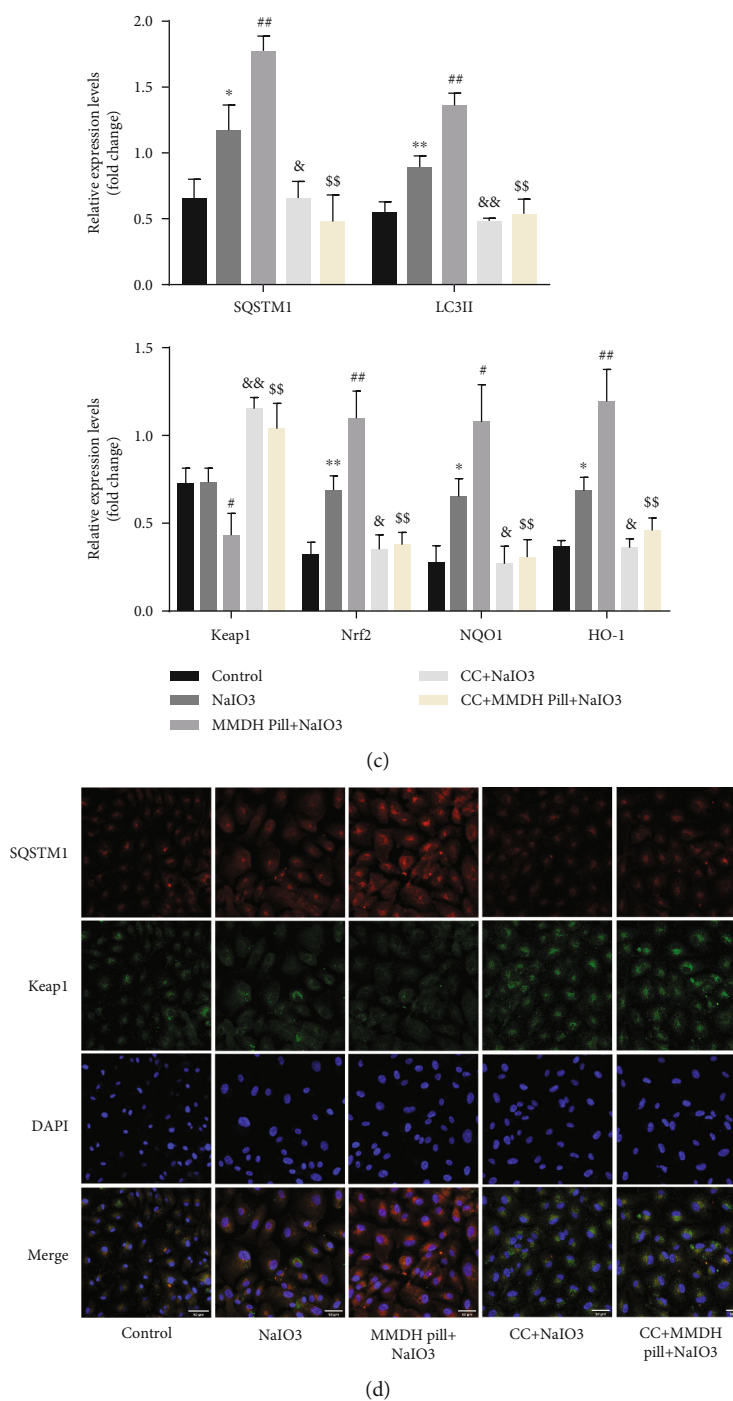 2.0
##
1.5
##
*
Relative expression levels
(fold change)
1.0
**
&
$$
$$
&&
0.5
0.0
SQSTM1
LC3II
1.5
##
##
#
&&
$$
Relative expression levels
(fold change)
1.0
**
*
*
#
$$
0.5
&
$$
&
$$
&
0.0
Keap1
Nrf2
NQO1
HO-1
Control
CC+NaIO3
NaIO3
CC+MMDH Pill+NaIO3
MMDH Pill+NaIO3
(c)
SQSTM1
Keap1
DAPI
Merge
Control
NaIO3
MMDH pill+
NaIO3
CC+NaIO3
CC+MMDH
pill+NaIO3
(d)